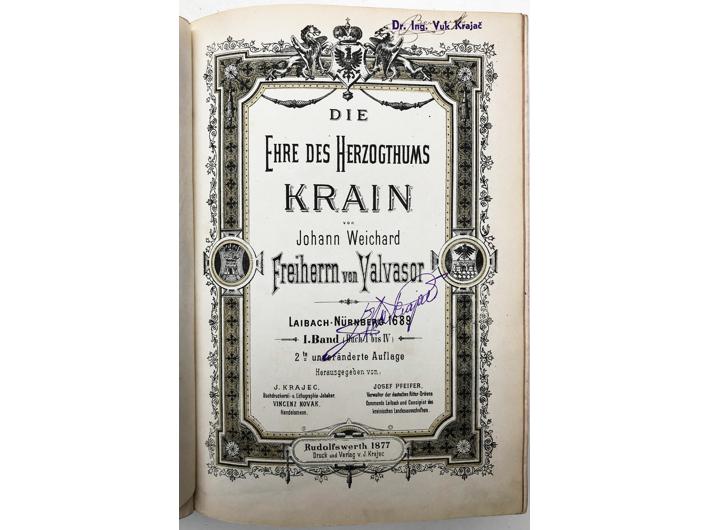 Dr. Ing. Vuk Krajač
DIE
EHRE DES HERZOGTHUMS
KRAIN
von
Johann Weichard
Freiherrn von Valvasor
LAIBACH-NÜRNBERG 1689
I. Band (Buch I bis IV)
2te unveränderte Auflage
Herausgegeben von:
J. KRAJEC,
Buchdruckerei- u. Lithographie-Inhaber.
VINCENZ NOVAK,
Handelsmann.
JOSEF PFEIFER,
Verwalter der deutschen Ritter-Ordens
Commenda Laibach und Concipist des
krainischen Landesausschußes.
Rudolfswerth 1877
Druck und Verlag v. J. Krajec